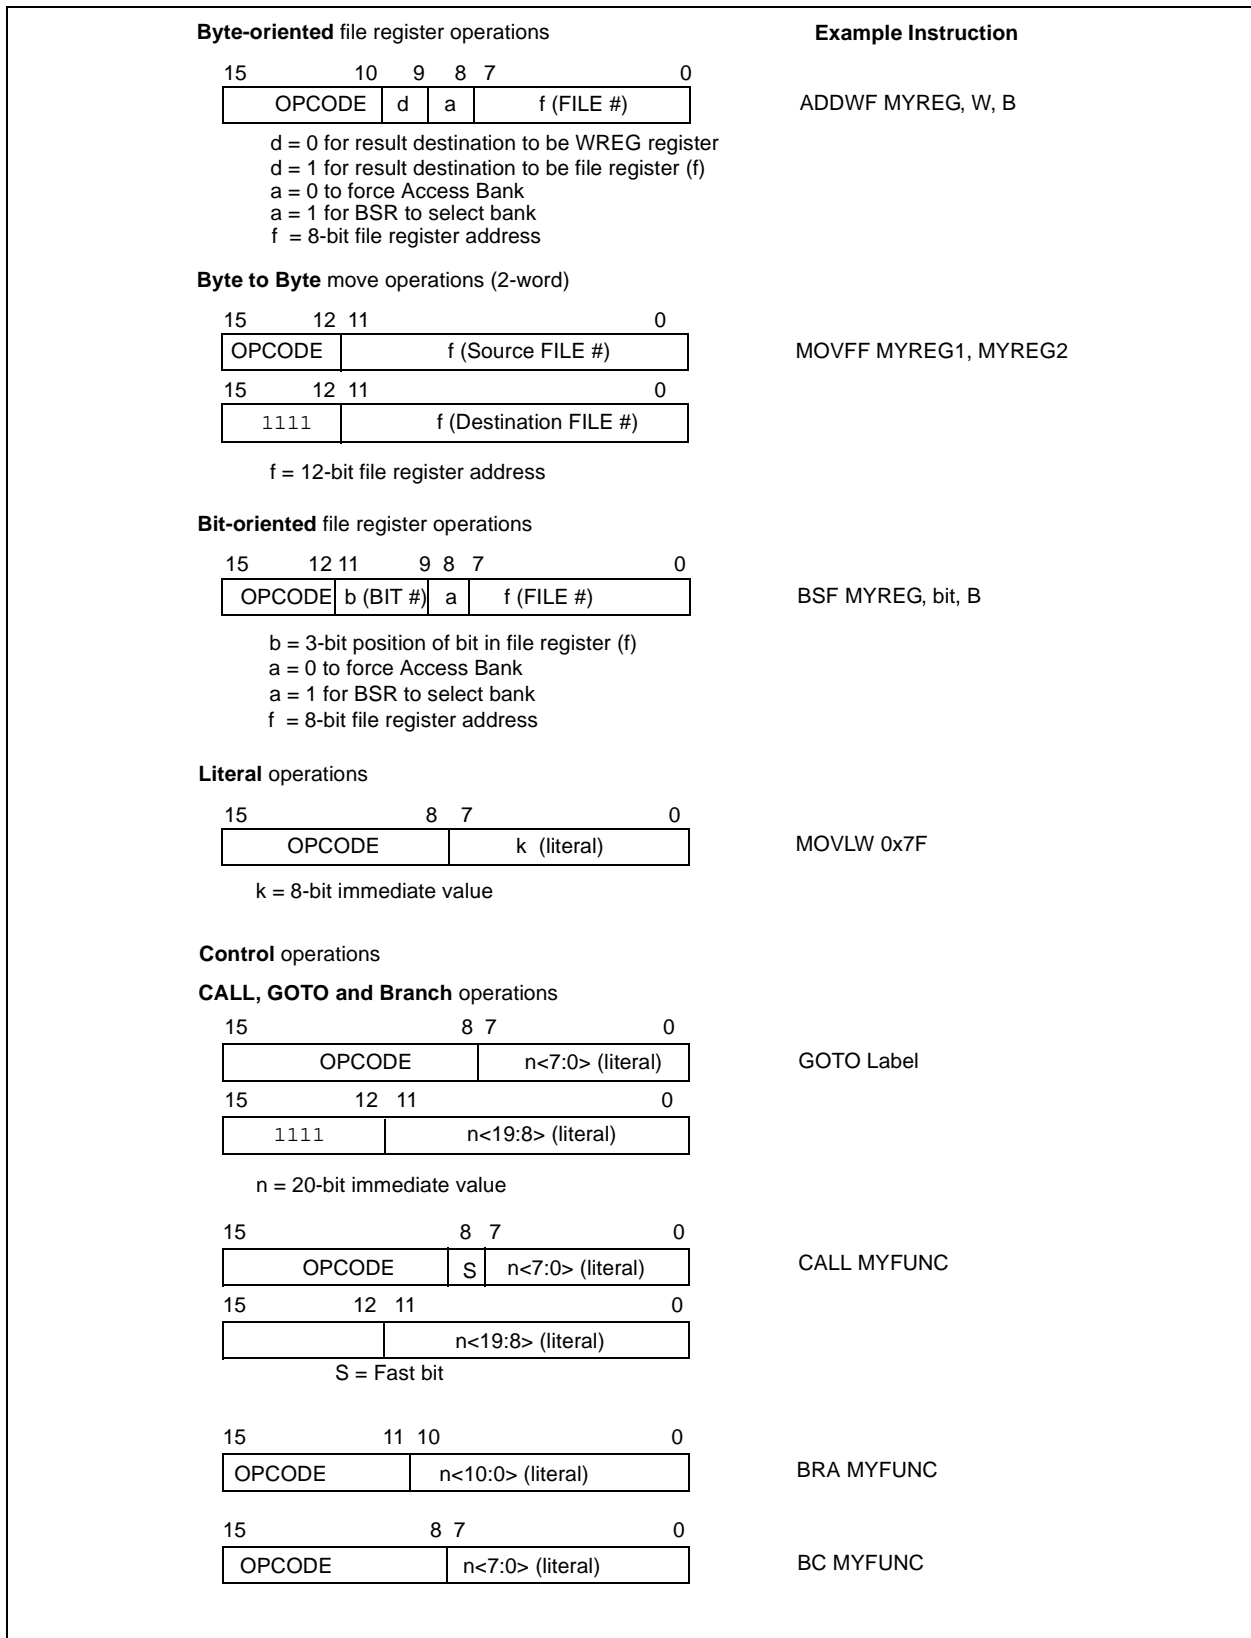 Byte-oriented file register operations
Example Instruction
15 10 9 8 7 0
OPCODE d a f (FILE #)
ADDWF MYREG, W, B
d = 0 for result destination to be WREG register
d = 1 for result destination to be file register (f)
a = 0 to force Access Bank
a = 1 for BSR to select bank
f = 8-bit file register address
Byte to Byte move operations (2-word)
15 12 11 0
OPCODE f (Source FILE #)
MOVFF MYREG1, MYREG2
15 12 11 0
1111 f (Destination FILE #)
f = 12-bit file register address
Bit-oriented file register operations
15 12 11 9 8 7 0
OPCODE b (BIT #) a f (FILE #)
BSF MYREG, bit, B
b = 3-bit position of bit in file register (f)
a = 0 to force Access Bank
a = 1 for BSR to select bank
f = 8-bit file register address
Literal operations
15 8 7 0
OPCODE k (literal)
MOVLW 0x7F
k = 8-bit immediate value
Control operations
CALL, GOTO and Branch operations
15 8 7 0
OPCODE n<7:0> (literal)
GOTO Label
15 12 11 0
1111 n<19:8> (literal)
n = 20-bit immediate value
15 8 7 0
OPCODE S n<7:0> (literal)
CALL MYFUNC
15 12 11 0
n<19:8> (literal)
S = Fast bit
15 11 10 0
OPCODE n<10:0> (literal)
BRA MYFUNC
15 8 7 0
OPCODE n<7:0> (literal)
BC MYFUNC